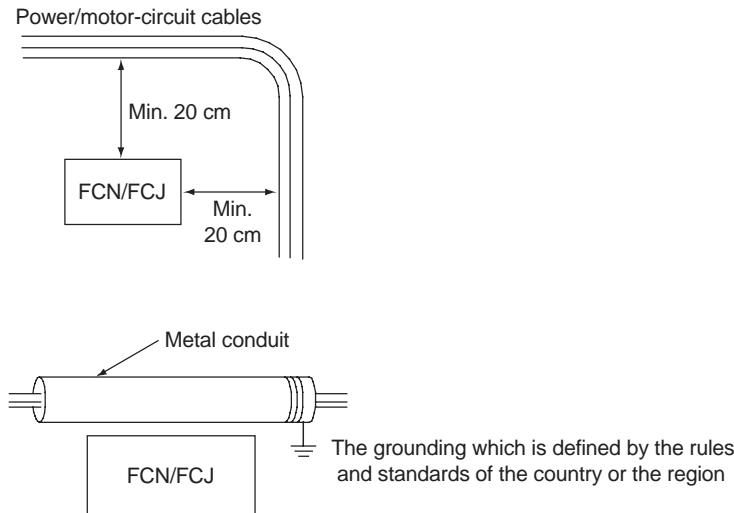 Power/motor-circuit cables
Min. 20 cm
FCN/FCJ
Min.
20 cm
Metal conduit
The grounding which is defined by the rules
and standards of the country or the region
FCN/FCJ